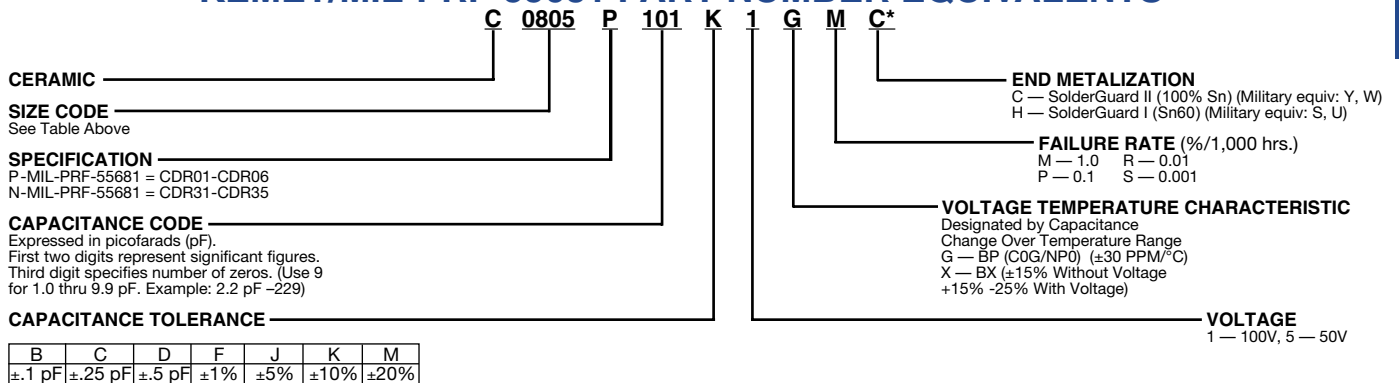 C 0805 P 101 K 1 G M C*
CERAMIC
SIZE CODE
See Table Above
SPECIFICATION
P-MIL-PRF-55681 = CDR01-CDR06
N-MIL-PRF-55681 = CDR31-CDR35
CAPACITANCE CODE
Expressed in picofarads (pF).
First two digits represent significant figures.
Third digit specifies number of zeros. (Use 9
for 1.0 thru 9.9 pF. Example: 2.2 pF –229)
CAPACITANCE TOLERANCE
B C D F J K M
±.1 pF ±.25 pF ±.5 pF ±1% ±5% ±10% ±20%
END METALIZATION
C — SolderGuard II (100% Sn) (Military equiv: Y, W)
H — SolderGuard I (Sn60) (Military equiv: S, U)
FAILURE RATE (%/1,000 hrs.)
M — 1.0 R — 0.01
P — 0.1 S — 0.001
VOLTAGE TEMPERATURE CHARACTERISTIC
Designated by Capacitance
Change Over Temperature Range
G — BP (C0G/NP0) (±30 PPM/°C)
X — BX (±15% Without Voltage
+15% -25% With Voltage)
VOLTAGE
1 — 100V, 5 — 50V